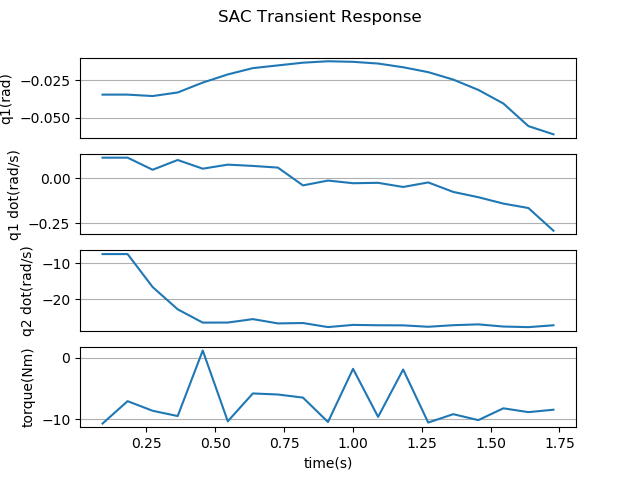 SAC Transient Response
q1(rad)
−0.025
−0.050
q1 dot(rad/s)
0.00
−0.25
q2 dot(rad/s)
−10
−20
torque(Nm)
0
−10
0.25 0.50 0.75 1.00 1.25 1.50 1.75
time(s)